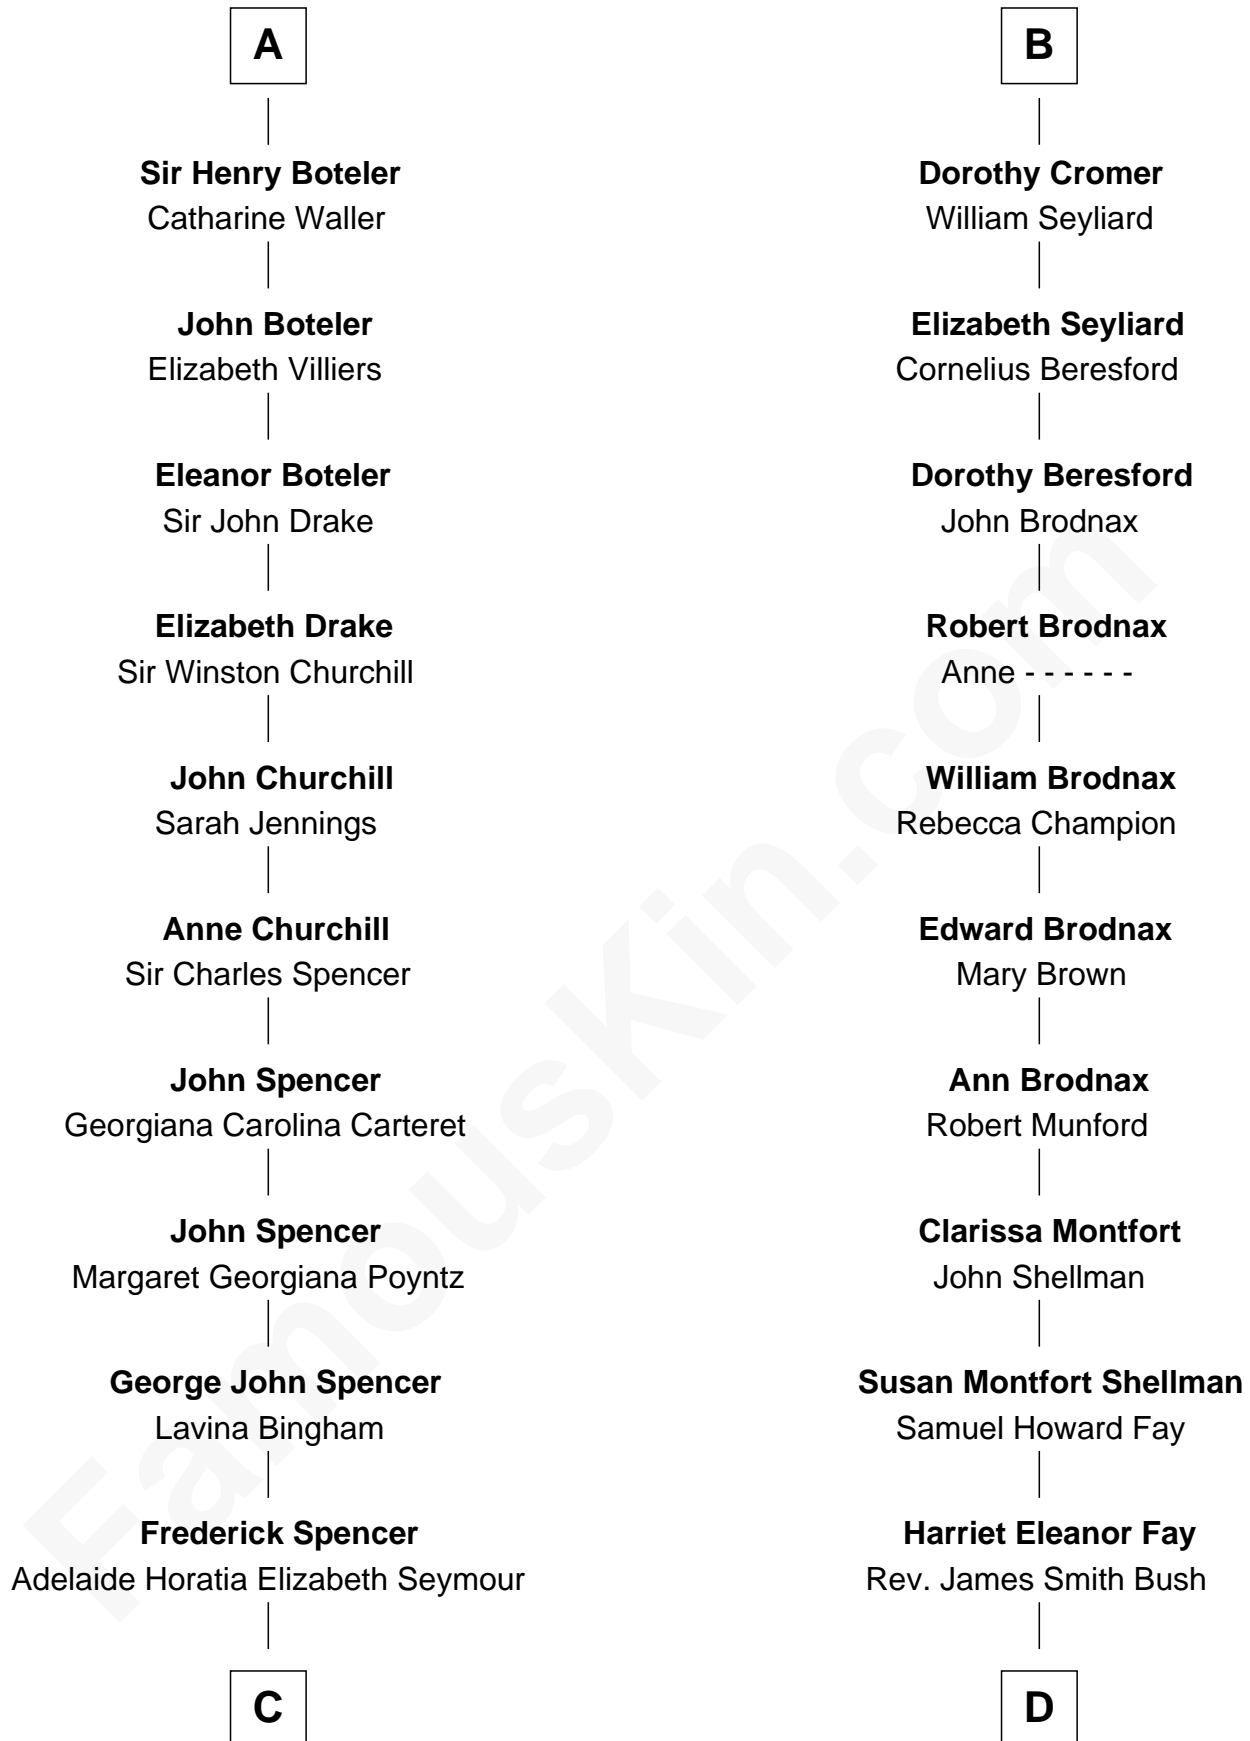 A
Sir Henry Boteler
Catharine Waller
John Boteler
Elizabeth Villiers
Eleanor Boteler
Sir John Drake
Elizabeth Drake
Sir Winston Churchill
John Churchill
Sarah Jennings
Anne Churchill
Sir Charles Spencer
John Spencer
Georgiana Carolina Carteret
John Spencer
Margaret Georgiana Poyntz
George John Spencer
Lavina Bingham
Frederick Spencer
Adelaide Horatia Elizabeth Seymour
C
B
Dorothy Cromer
William Seyliard
Elizabeth Seyliard
Cornelius Beresford
Dorothy Beresford
John Brodnax
Robert Brodnax
Anne - - - - - -
William Brodnax
Rebecca Champion
Edward Brodnax
Mary Brown
Ann Brodnax
Robert Munford
Clarissa Montfort
John Shellman
Susan Montfort Shellman
Samuel Howard Fay
Harriet Eleanor Fay
Rev. James Smith Bush
D
FamousKin.com